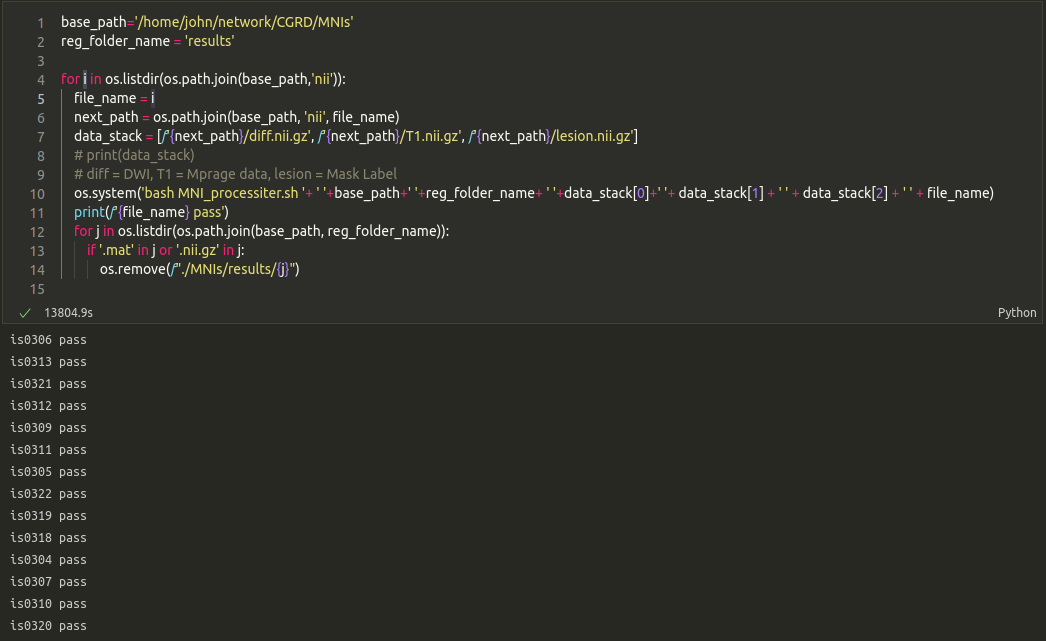 1 base_path='/home/john/network/CGRD/MNIs'
2 reg_folder_name = 'results'
3
4 for i in os.listdir(os.path.join(base_path,'nii')):
5 file_name = i
6 next_path = os.path.join(base_path, 'nii', file_name)
7 data_stack = [f'{next_path}/diff.nii.gz', f'{next_path}/T1.nii.gz', f'{next_path}/lesion.nii.gz']
8 # print(data_stack)
9 # diff = DWI, T1 = Mprage data, lesion = Mask Label
10 os.system('bash MNI_processiter.sh '+ ' '+base_path+' '+reg_folder_name+ ' '+data_stack[0]+' '+ data_stack[1] + ' ' + data_stack[2] + ' ' + file_name)
11 print(f'{file_name} pass')
12 for j in os.listdir(os.path.join(base_path, reg_folder_name)):
13 if '.mat' in j or '.nii.gz' in j:
14 os.remove(f"./MNIs/results/{j}")
15
✓ 13804.9s Python
is0306 pass
is0313 pass
is0321 pass
is0312 pass
is0309 pass
is0311 pass
is0305 pass
is0322 pass
is0319 pass
is0318 pass
is0304 pass
is0307 pass
is0310 pass
is0320 pass